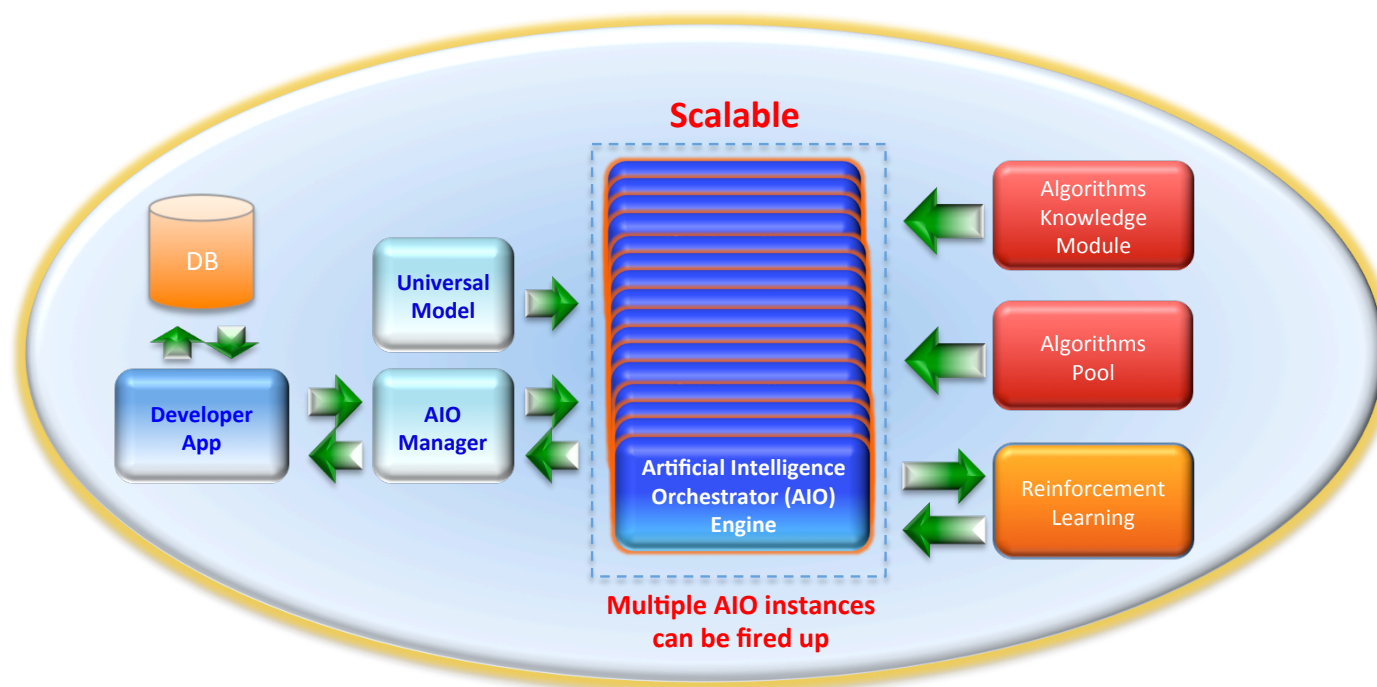 Scalable
DB
Universal
Model
Developer
App
AIO
Manager
Artificial Intelligence
Orchestrator (AIO)
Engine
Algorithms
Knowledge
Module
Algorithms
Pool
Reinforcement
Learning
Multiple AIO instances
can be fired up